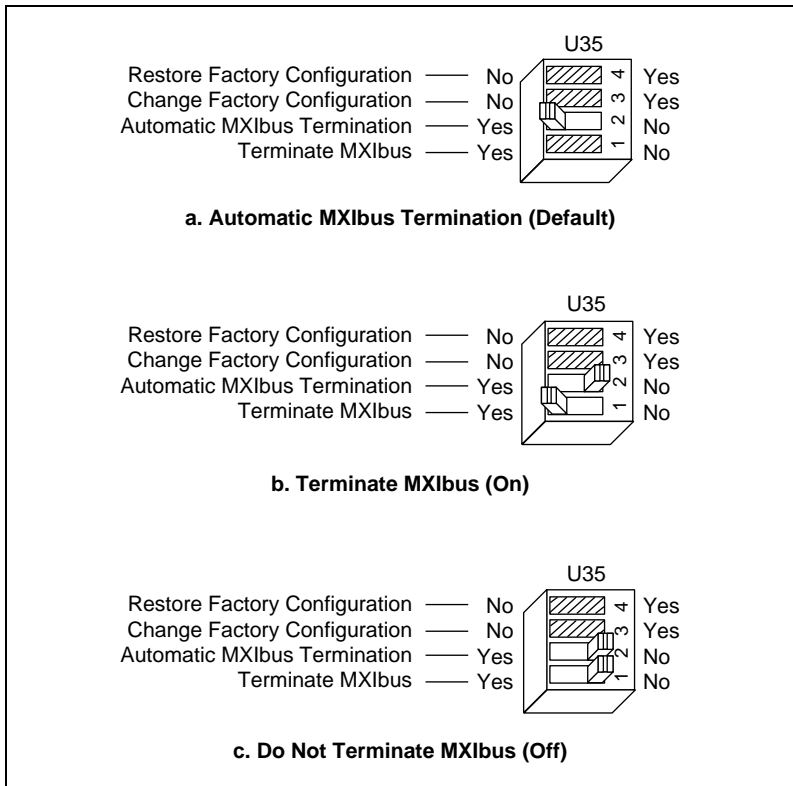 U35
Restore Factory Configuration No 4 Yes
Change Factory Configuration No 3 Yes
Automatic MXIbus Termination Yes 2 No
Terminate MXIbus Yes 1 No
a. Automatic MXIbus Termination (Default)
U35
Restore Factory Configuration No 4 Yes
Change Factory Configuration No 3 Yes
Automatic MXIbus Termination Yes 2 No
Terminate MXIbus Yes 1 No
b. Terminate MXIbus (On)
U35
Restore Factory Configuration No 4 Yes
Change Factory Configuration No 3 Yes
Automatic MXIbus Termination Yes 2 No
Terminate MXIbus Yes 1 No
c. Do Not Terminate MXIbus (Off)